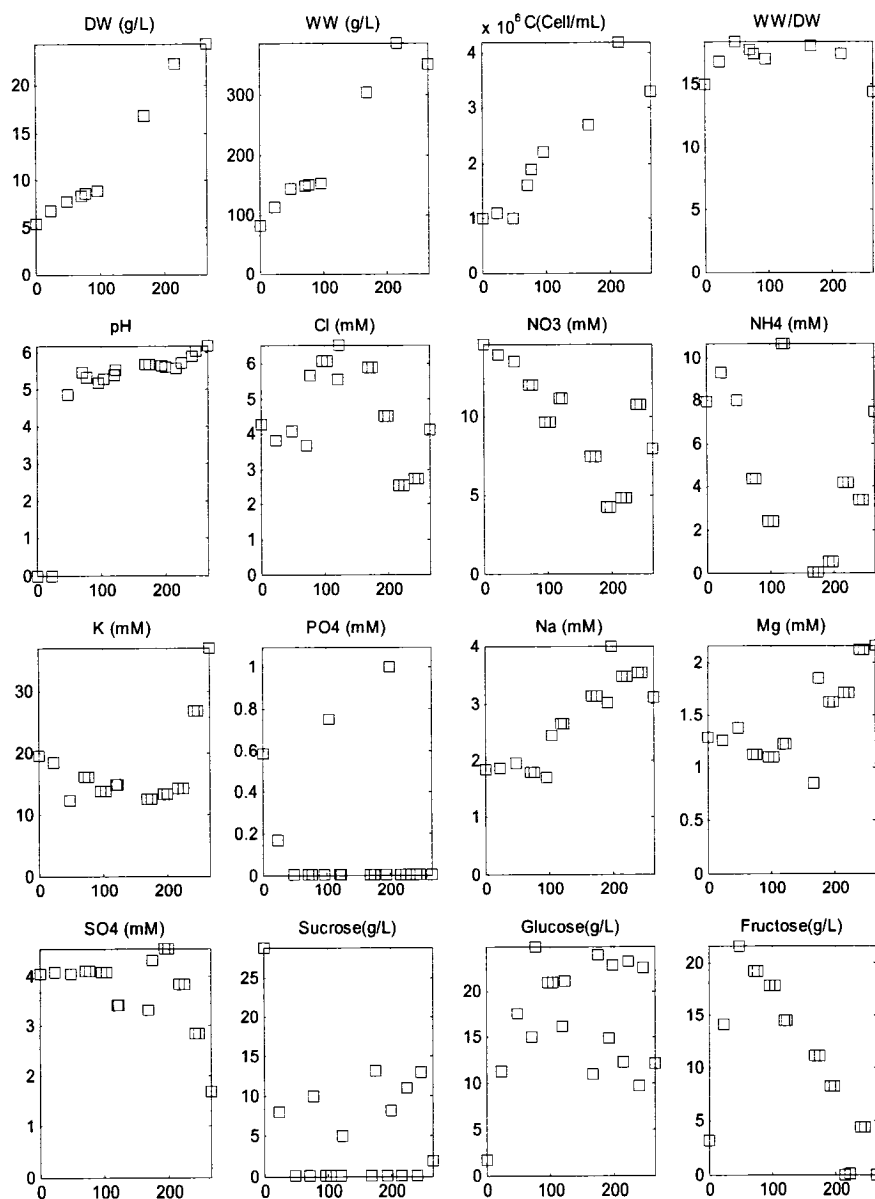 DW (g/L) WW (g/L) x 10⁶ C(Cell/mL) WW/DW
20 15 10 5 0
300 200 100 0
4 3 2 1 0
15 10 5 0
0 100 200 0 100 200 0 100 200 0 100 200
pH Cl (mM) NO3 (mM) NH4 (mM)
6 5 4 3 2 1 0
6 5 4 3 2 1 0
10 5 0
10 8 6 4 2 0
0 100 200 0 100 200 0 100 200 0 100 200
K (mM) PO4 (mM) Na (mM) Mg (mM)
30 20 10 0
1 0.8 0.6 0.4 0.2 0
4 3 2 1 0
2 1.5 1 0.5 0
0 100 200 0 100 200 0 100 200 0 100 200
SO4 (mM) Sucrose(g/L) Glucose(g/L) Fructose(g/L)
4 3 2 1 0
25 20 15 10 5 0
20 15 10 5 0
20 15 10 5 0
0 100 200 0 100 200 0 100 200 0 100 200